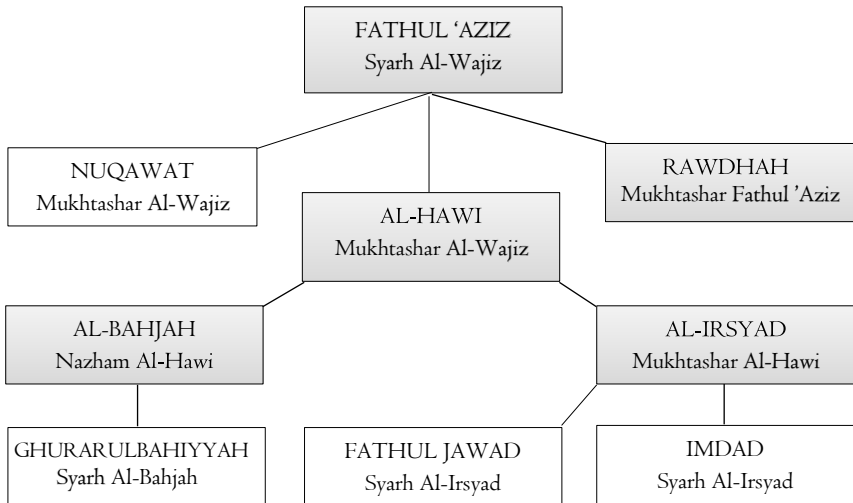 FATHUL ‘AZIZ
Syarh Al-Wajiz
NUQAWAT
Mukhtashar Al-Wajiz
RAWDHAH
Mukhtashar Fathul ’Aziz
AL-HAWI
Mukhtashar Al-Wajiz
AL-BAHJAH
Nazham Al-Hawi
AL-IRSYAD
Mukhtashar Al-Hawi
GHURARULBAHIYYAH
Syarh Al-Bahjah
FATHUL JAWAD
Syarh Al-Irsyad
IMDAD
Syarh Al-Irsyad